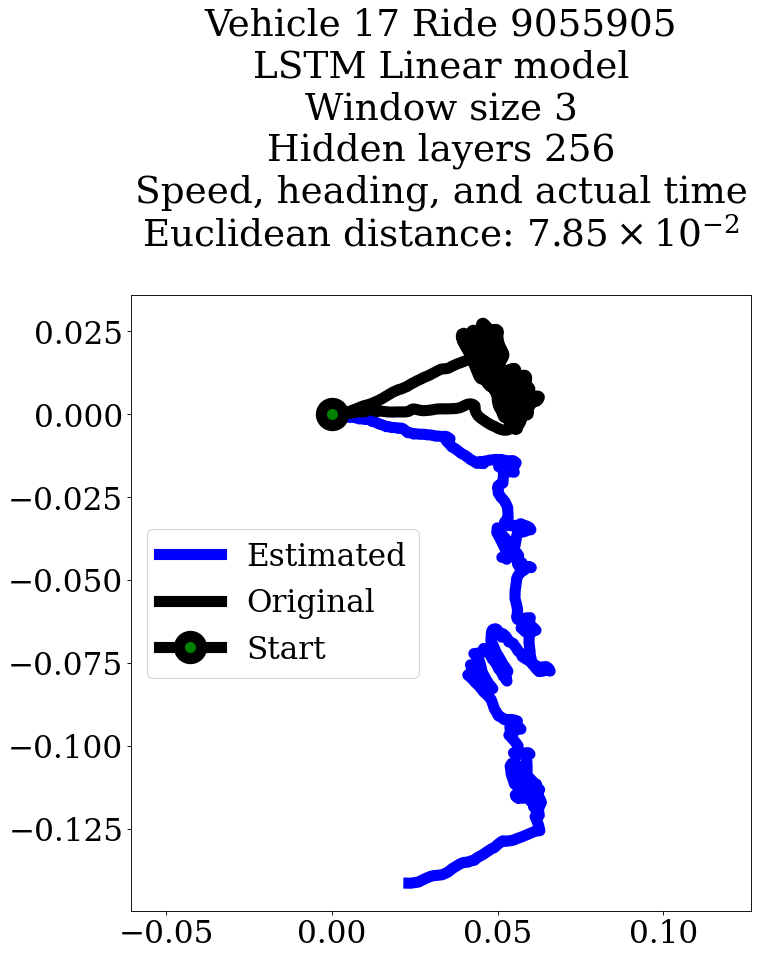 Vehicle 17 Ride 9055905
LSTM Linear model
Window size 3
Hidden layers 256
Speed, heading, and actual time
Euclidean distance: 7.85 × 10⁻²
0.025
0.000
−0.025
−0.050
−0.075
−0.100
−0.125
Estimated
Original
Start
−0.05
0.00
0.05
0.10